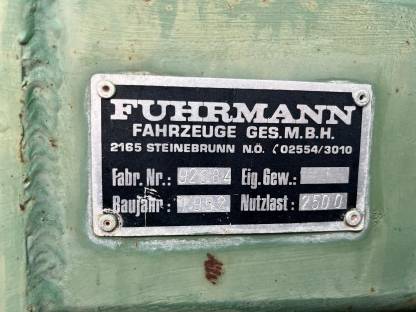 FUHRMANN
FAHRZEUGE GES.M.B.H.
2165 STEINEBRUNN N.Ö. (02554/3010
Fabr. Nr.: Eig. Gew.:
Baujahr: Nutzlast: 2500